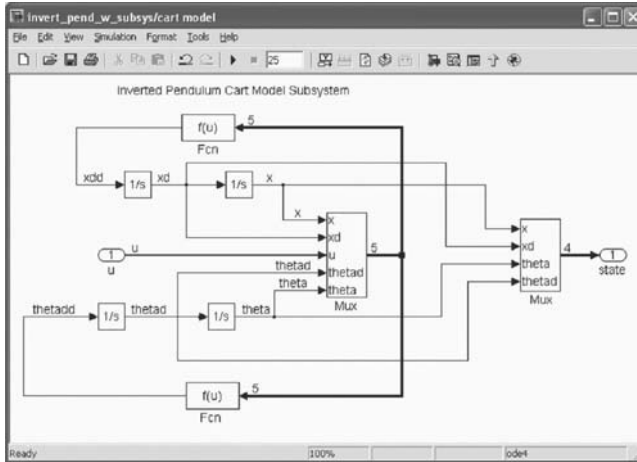 invert_pend_w_subsys/cart model
File Edit View Simulation Format Tools Help
25
Inverted Pendulum Cart Model Subsystem
f(u)
5
Fcn
xdd
1/s
xd
1/s
x
x
x
xd
u
thetad
theta
5
Mux
1
u
u
thetad
theta
x
xd
theta
thetad
4
Mux
1
state
thetadd
1/s
thetad
1/s
theta
f(u)
5
Fcn
Ready
100%
ode4